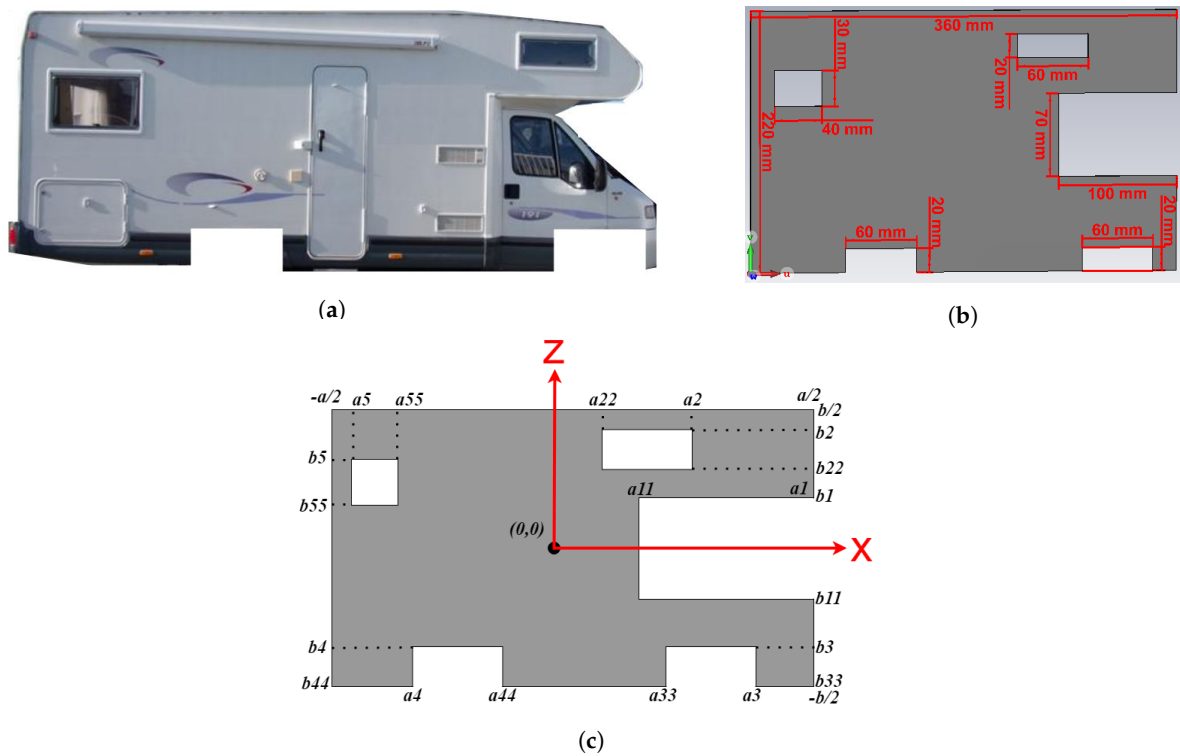 360 mm
30 mm
20 mm
60 mm
40 mm
220 mm
70 mm
100 mm
60 mm
20 mm
60 mm
20 mm
v
w
u
191
(a)
(b)
Z
-a/2 a5 a55 a22 a2 a/2
b/2
b2
b5
b22
a11 a1
b1
b55
(0,0)
X
b11
b4 b3
b44 b33
a4 a44 a33 a3 -b/2
(c)